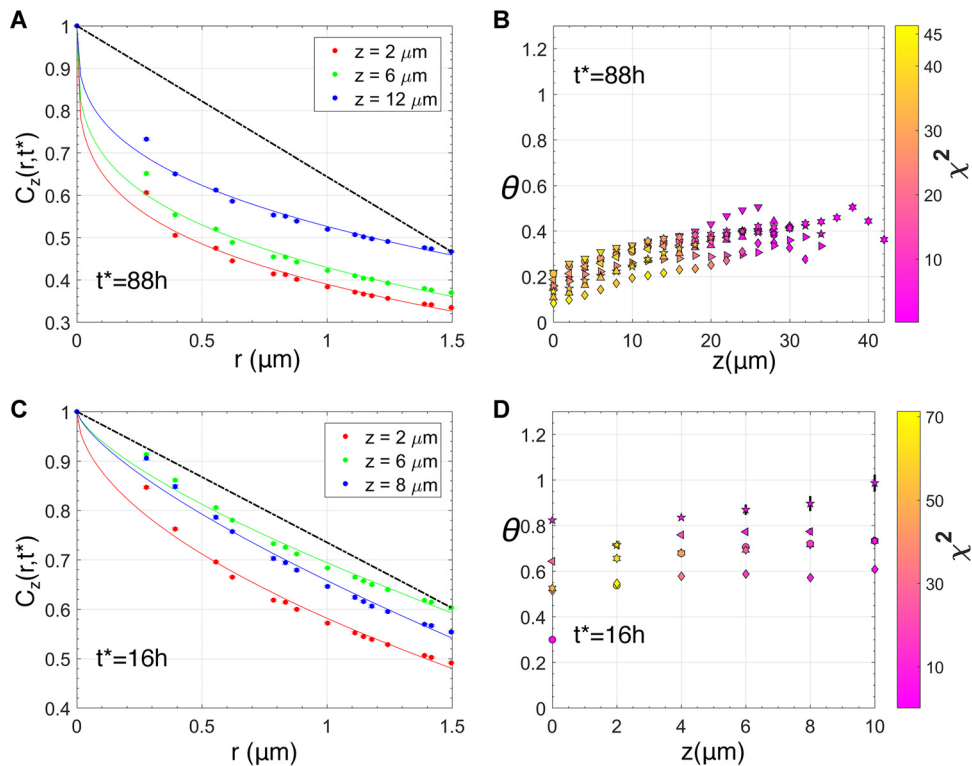 A
1
0.9
0.8
0.7
0.6
0.5
0.4
0.3
C_z(r,t*)
z = 2 μm
z = 6 μm
z = 12 μm
t*=88h
0 0.5 1 1.5
r (μm)
B
1.2
1
0.8
0.6
0.4
0.2
0
θ
t*=88h
0 10 20 30 40
z(μm)
45
40
30
20
10
χ²
C
1
0.9
0.8
0.7
0.6
0.5
0.4
C_z(r,t*)
z = 2 μm
z = 6 μm
z = 8 μm
t*=16h
0 0.5 1 1.5
r (μm)
D
1.2
1
0.8
0.6
0.4
0.2
0
θ
t*=16h
0 2 4 6 8 10
z(μm)
70
50
30
10
χ²